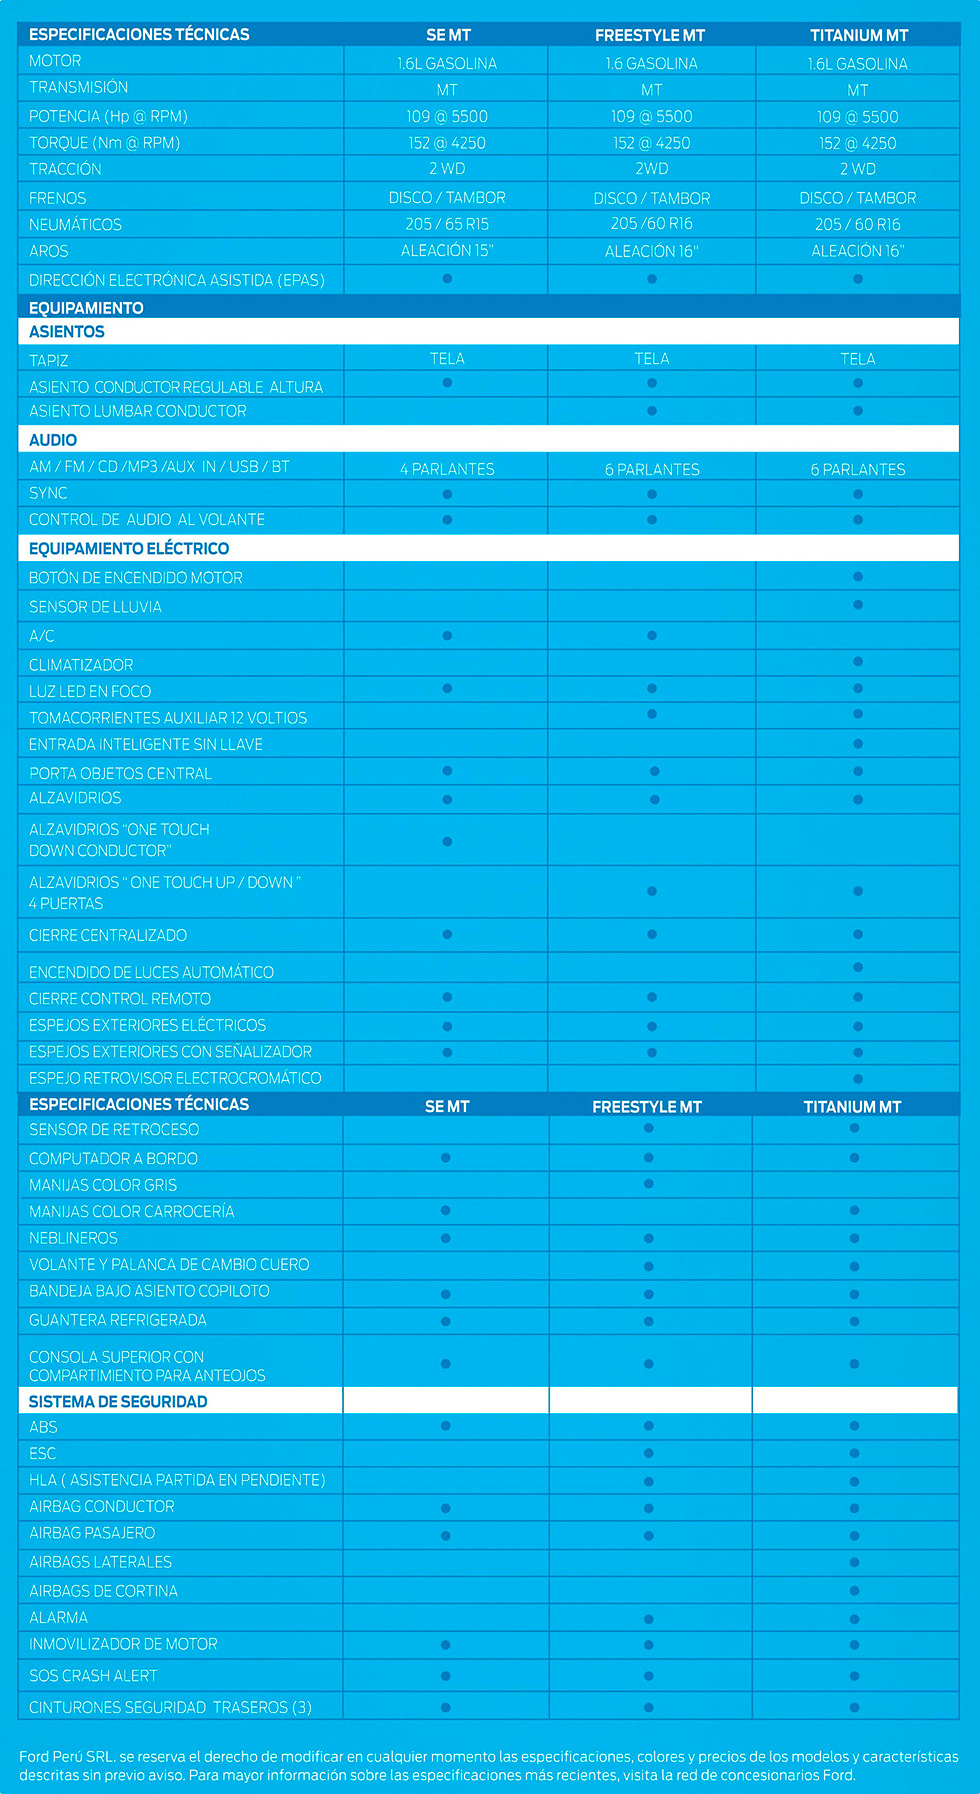 ESPECIFICACIONES TÉCNICAS SE MT FREESTYLE MT TITANIUM MT
MOTOR 1.6L GASOLINA 1.6 GASOLINA 1.6L GASOLINA
TRANSMISIÓN MT MT MT
POTENCIA (Hp @ RPM) 109 @ 5500 109 @ 5500 109 @ 5500
TORQUE (Nm @ RPM) 152 @ 4250 152 @ 4250 152 @ 4250
TRACCIÓN 2 WD 2WD 2 WD
FRENOS DISCO / TAMBOR DISCO / TAMBOR DISCO / TAMBOR
NEUMÁTICOS 205 / 65 R15 205 /60 R16 205 / 60 R16
AROS ALEACIÓN 15" ALEACIÓN 16" ALEACIÓN 16"
DIRECCIÓN ELECTRÓNICA ASISTIDA (EPAS) ● ● ●
EQUIPAMIENTO
ASIENTOS
TAPIZ TELA TELA TELA
ASIENTO CONDUCTOR REGULABLE ALTURA ● ● ●
ASIENTO LUMBAR CONDUCTOR ● ●
AUDIO
AM / FM / CD /MP3 /AUX IN / USB / BT 4 PARLANTES 6 PARLANTES 6 PARLANTES
SYNC ● ● ●
CONTROL DE AUDIO AL VOLANTE ● ● ●
EQUIPAMIENTO ELÉCTRICO
BOTÓN DE ENCENDIDO MOTOR ●
SENSOR DE LLUVIA ●
A/C ● ●
CLIMATIZADOR ●
LUZ LED EN FOCO ● ● ●
TOMACORRIENTES AUXILIAR 12 VOLTIOS ● ●
ENTRADA INTELIGENTE SIN LLAVE ●
PORTA OBJETOS CENTRAL ● ● ●
ALZAVIDRIOS ● ● ●
ALZAVIDRIOS "ONE TOUCH
DOWN CONDUCTOR" ●
ALZAVIDRIOS " ONE TOUCH UP / DOWN "
4 PUERTAS ● ●
CIERRE CENTRALIZADO ● ● ●
ENCENDIDO DE LUCES AUTOMÁTICO ●
CIERRE CONTROL REMOTO ● ● ●
ESPEJOS EXTERIORES ELÉCTRICOS ● ● ●
ESPEJOS EXTERIORES CON SEÑALIZADOR ● ● ●
ESPEJO RETROVISOR ELECTROCROMÁTICO ●
ESPECIFICACIONES TÉCNICAS SE MT FREESTYLE MT TITANIUM MT
SENSOR DE RETROCESO ● ●
COMPUTADOR A BORDO ● ● ●
MANIJAS COLOR GRIS ●
MANIJAS COLOR CARROCERÍA ● ●
NEBLINEROS ● ● ●
VOLANTE Y PALANCA DE CAMBIO CUERO ● ●
BANDEJA BAJO ASIENTO COPILOTO ● ● ●
GUANTERA REFRIGERADA ● ● ●
CONSOLA SUPERIOR CON
COMPARTIMIENTO PARA ANTEOJOS ● ● ●
SISTEMA DE SEGURIDAD
ABS ● ● ●
ESC ● ●
HLA ( ASISTENCIA PARTIDA EN PENDIENTE) ● ●
AIRBAG CONDUCTOR ● ● ●
AIRBAG PASAJERO ● ● ●
AIRBAGS LATERALES ●
AIRBAGS DE CORTINA ●
ALARMA ● ●
INMOVILIZADOR DE MOTOR ● ● ●
SOS CRASH ALERT ● ● ●
CINTURONES SEGURIDAD TRASEROS (3) ● ● ●
Ford Perú SRL. se reserva el derecho de modificar en cualquier momento las especificaciones, colores y precios de los modelos y características
descritas sin previo aviso. Para mayor información sobre las especificaciones más recientes, visita la red de concesionarios Ford.